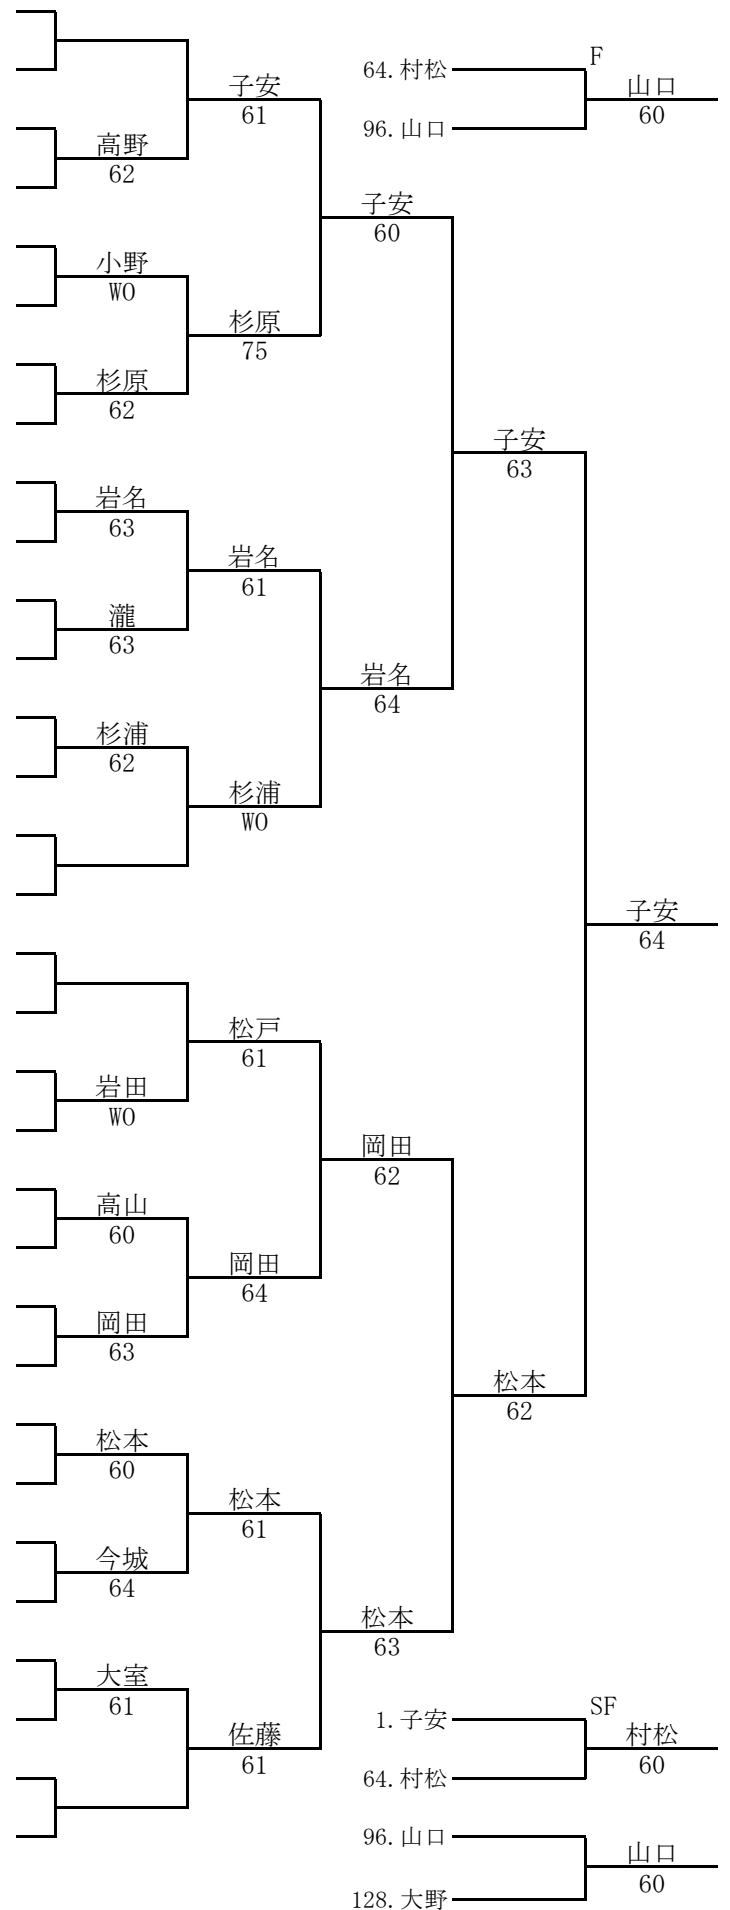 64.村松
F
子安
山口
61
60
高野
96.山口
62
子安
60
小野
WO
杉原
75
杉原
62
子安
63
岩名
63
岩名
61
瀧
63
岩名
64
杉浦
62
杉浦
WO
子安
64
松戸
61
岩田
WO
岡田
62
高山
60
岡田
64
岡田
63
松本
62
松本
60
松本
61
今城
64
松本
63
大室
61
1.子安
SF
佐藤
村松
61
60
64.村松
96.山口
山口
60
128.大野